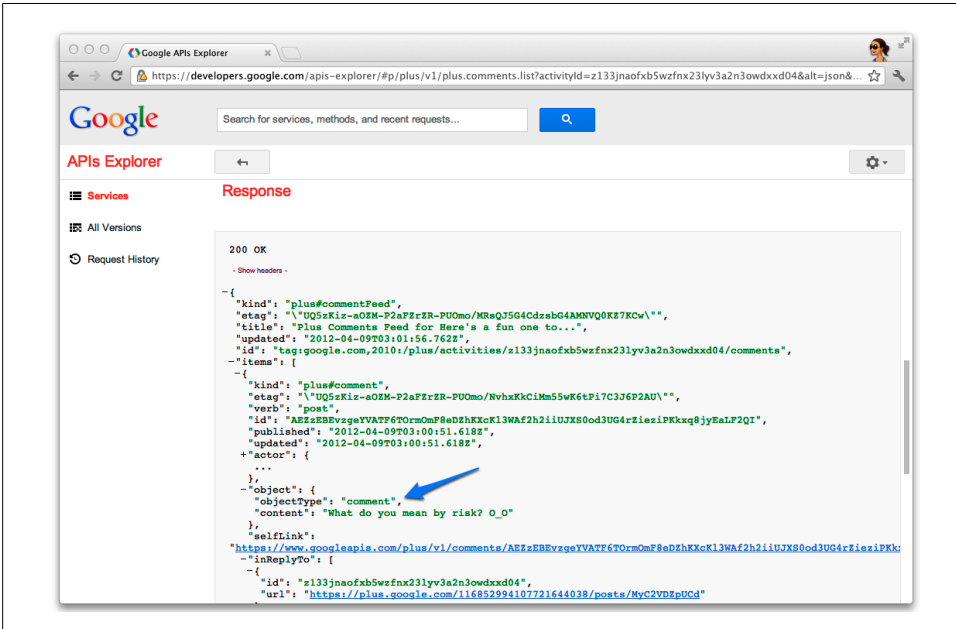 Google APIs Explorer
https://developers.google.com/apis-explorer/#p/plus/v1/plus.comments.list?activityId=z133jnaofxb5wzfnx23lyv3a2n3owdxxd04&alt=json&...
Google
Search for services, methods, and recent requests...
APIs Explorer
Services
All Versions
Request History
Response
200 OK
- Show headers -
-{
"kind": "plus#commentFeed",
"etag": "\"UQ5zKiz-aOZM-P2aFZrZR-PUOmo/MRsQJ5G4CdzsbG4AMNVQ0KZ7KCw\"",
"title": "Plus Comments Feed for Here's a fun one to...",
"updated": "2012-04-09T03:01:56.762Z",
"id": "tag:google.com,2010:/plus/activities/z133jnaofxb5wzfnx23lyv3a2n3owdxxd04/comments",
-"items": [
-{
"kind": "plus#comment",
"etag": "\"UQ5zKiz-aOZM-P2aFZrZR-PUOmo/NvhxKkCiMm55wK6tPi7C3J6P2AU\"",
"verb": "post",
"id": "AEZzEBEvzgeYVATF6TOrmOmF8eDZhKXcKl3WAf2h2iiUJXS0od3UG4rZieziPKkxq8jyEaLF2QI",
"published": "2012-04-09T03:00:51.618Z",
"updated": "2012-04-09T03:00:51.618Z",
+"actor": {
...
},
-"object": {
"objectType": "comment",
"content": "What do you mean by risk? O_O"
},
"selfLink":
"https://www.googleapis.com/plus/v1/comments/AEZzEBEvzgeYVATF6TOrmOmF8eDZhKXcKl3WAf2h2iiUJXS0od3UG4rZieziPKk
-"inReplyTo": [
-{
"id": "z133jnaofxb5wzfnx23lyv3a2n3owdxxd04",
"url": "https://plus.google.com/116852994107721644038/posts/MyC2VDZpUCd"